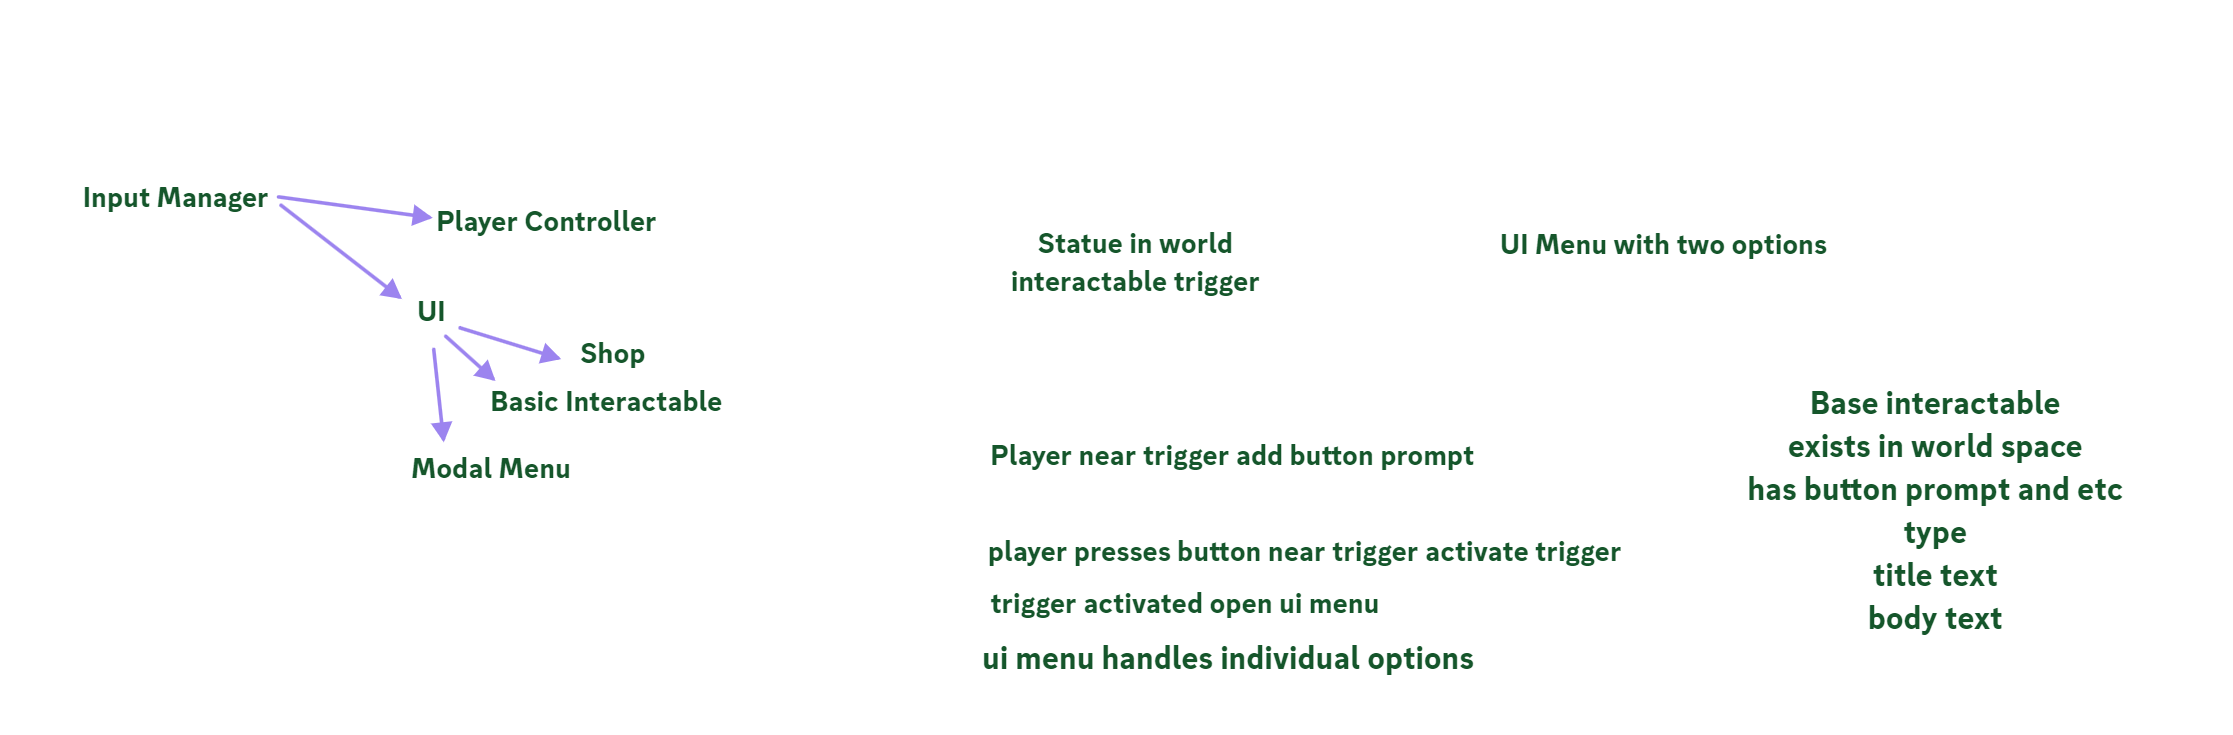 Input Manager
Player Controller
UI
Shop
Basic Interactable
Modal Menu
Statue in world
interactable trigger
UI Menu with two options
Player near trigger add button prompt
player presses button near trigger activate trigger
trigger activated open ui menu
ui menu handles individual options
Base interactable
exists in world space
has button prompt and etc
type
title text
body text